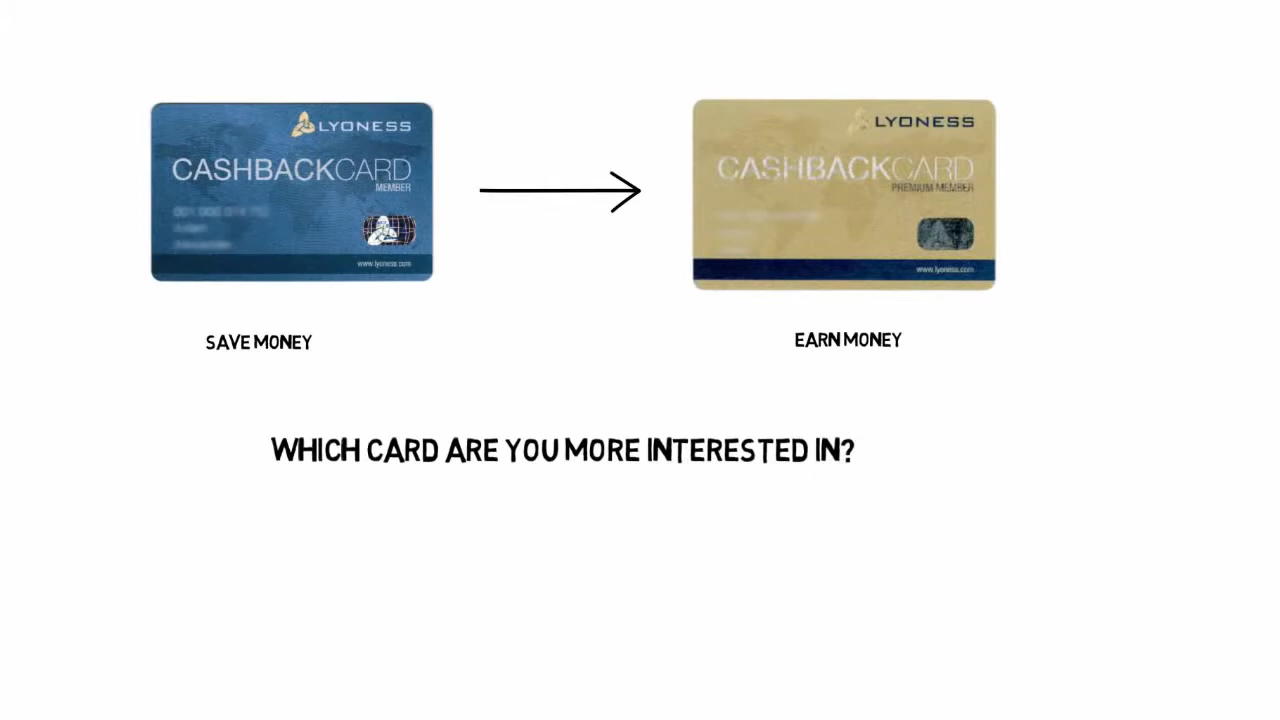 LYONESS
CASHBACKCARD
MEMBER
www.lyoness.com
LYONESS
CASHBACKCARD
PREMIUM MEMBER
www.lyoness.com
SAVE MONEY
EARN MONEY
WHICH CARD ARE YOU MORE INTERESTED IN?